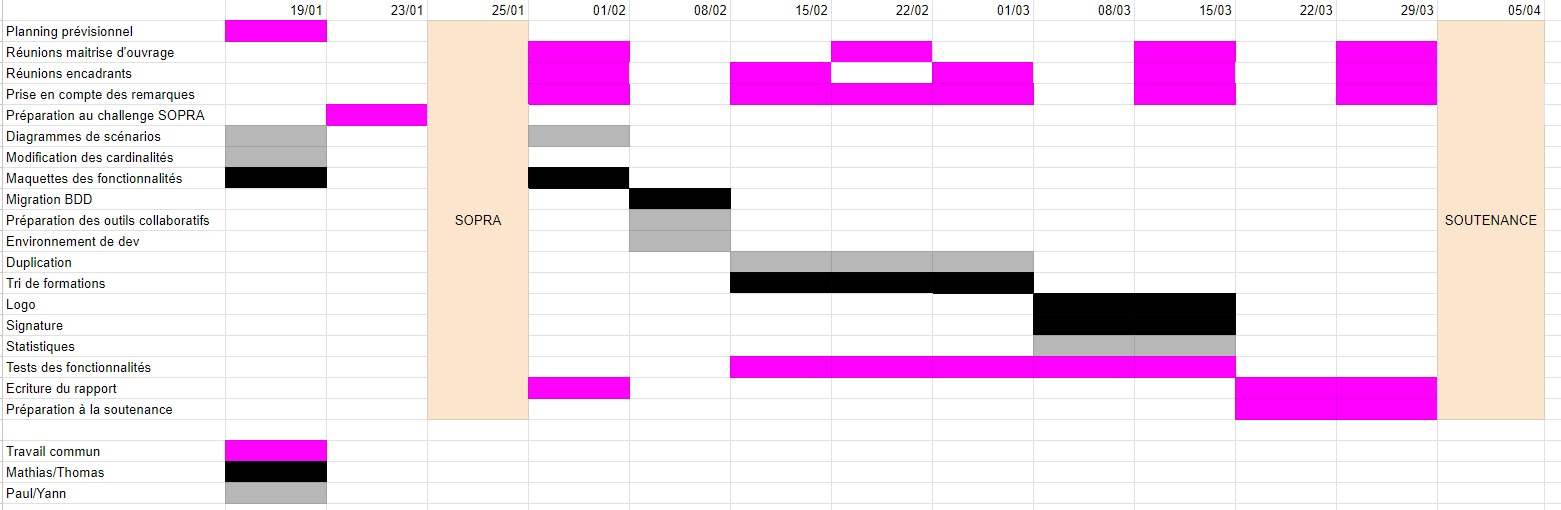 19/01 23/01 25/01 01/02 08/02 15/02 22/02 01/03 08/03 15/03 22/03 29/03 05/04
Planning prévisionnel
Réunions maitrise d'ouvrage
Réunions encadrants
Prise en compte des remarques
Préparation au challenge SOPRA
Diagrammes de scénarios
Modification des cardinalités
Maquettes des fonctionnalités
Migration BDD
Préparation des outils collaboratifs SOPRA SOUTENANCE
Environnement de dev
Duplication
Tri de formations
Logo
Signature
Statistiques
Tests des fonctionnalités
Ecriture du rapport
Préparation à la soutenance
Travail commun
Mathias/Thomas
Paul/Yann